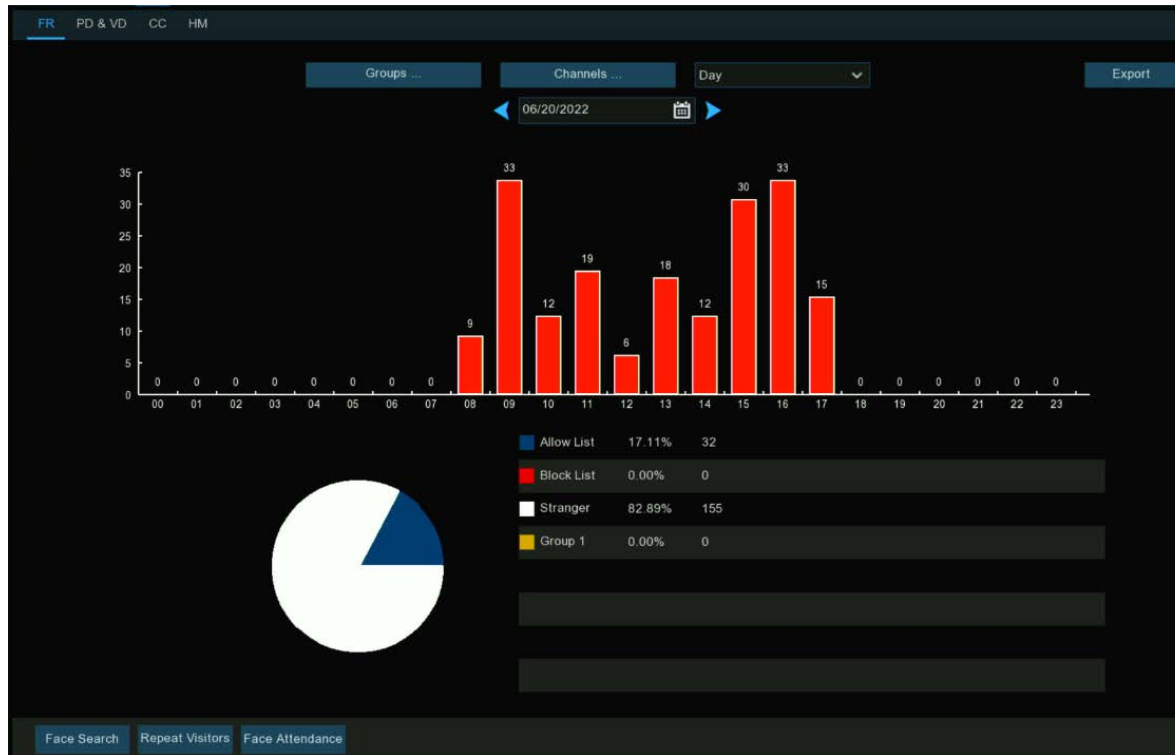 FR PD & VD CC HM
Groups ... Channels ... Day Export
06/20/2022
35
30
25
20
15
10
5
0
0 0 0 0 0 0 0 0 9 33 12 19 6 18 12 30 33 15 0 0 0 0 0 0
00 01 02 03 04 05 06 07 08 09 10 11 12 13 14 15 16 17 18 19 20 21 22 23
Allow List 17.11% 32
Block List 0.00% 0
Stranger 82.89% 155
Group 1 0.00% 0
Face Search Repeat Visitors Face Attendance